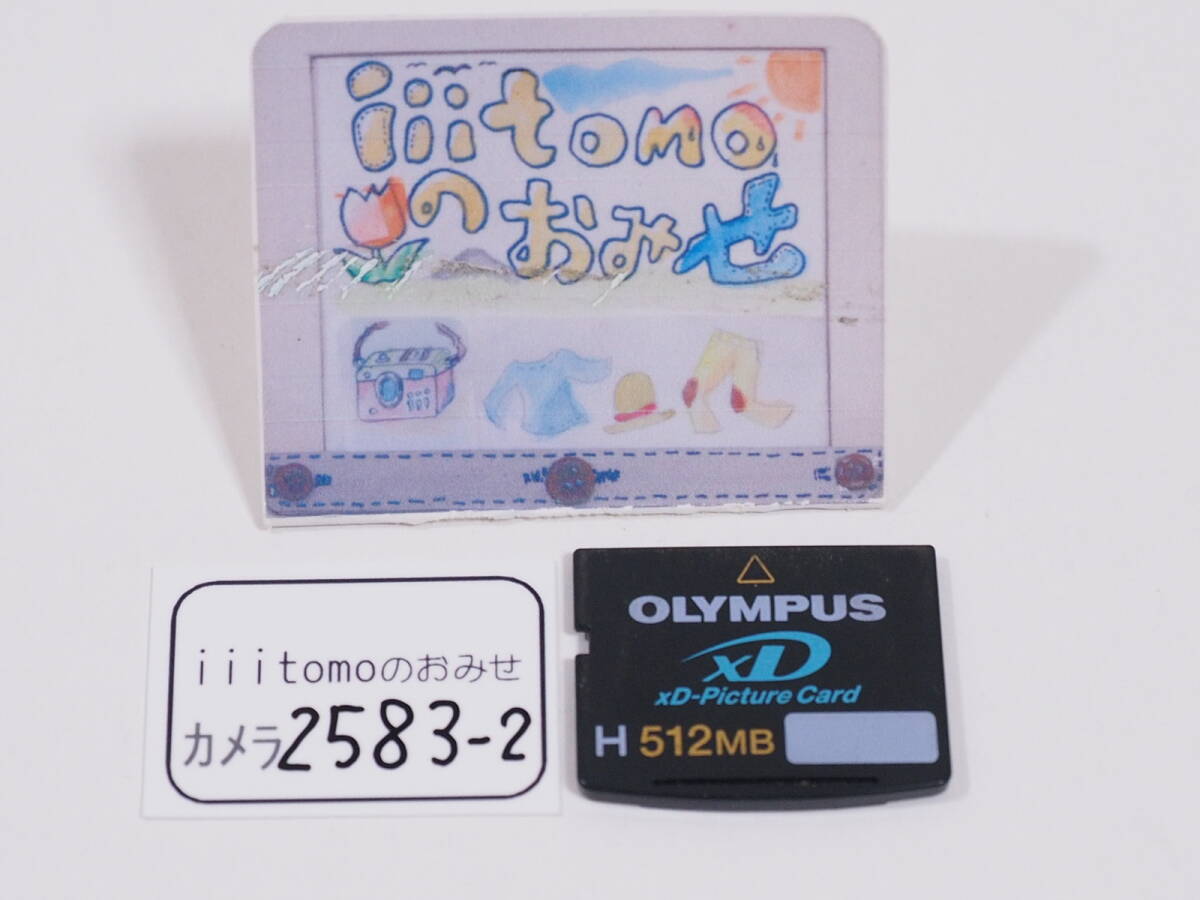 iiitomo
のおみせ
iiitomoのおみせ
カメラ2583-2
OLYMPUS
xD
xD-Picture Card
H 512MB